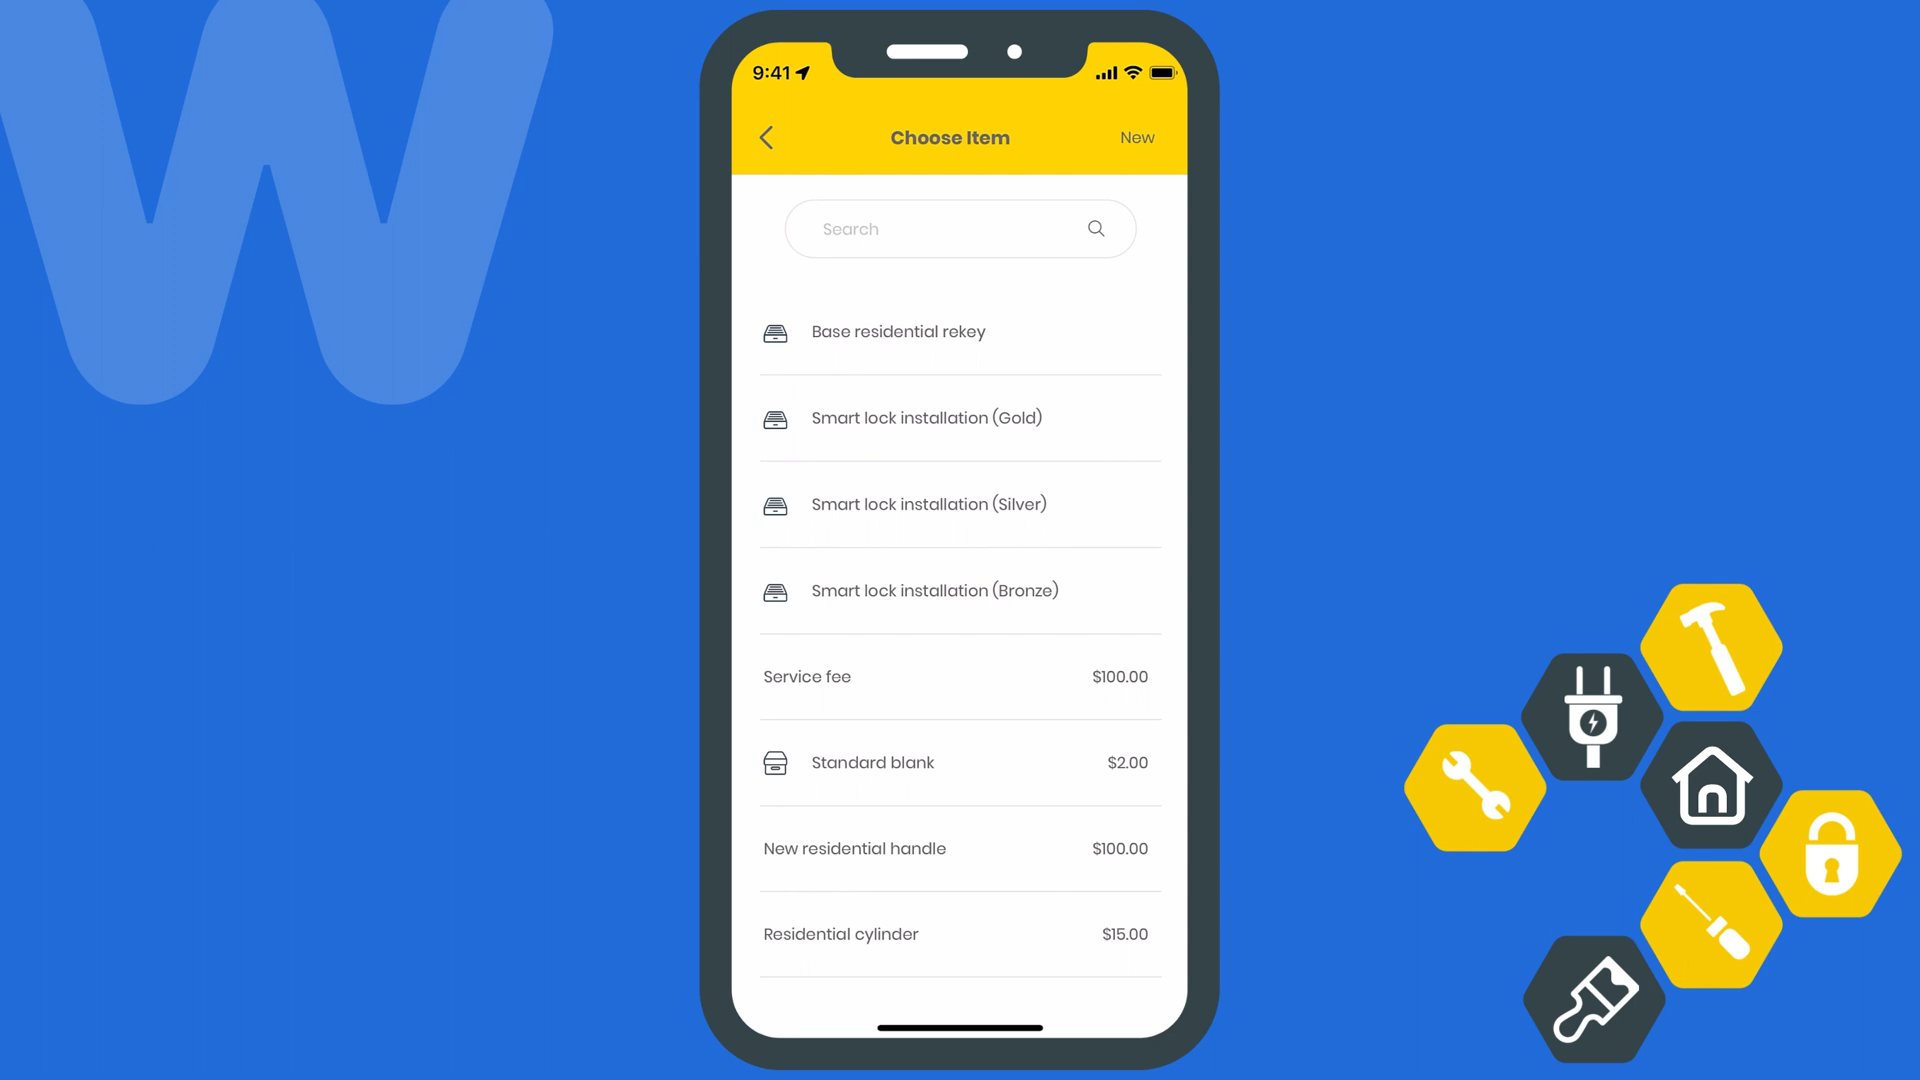 W
9:41
Choose Item
New
Search
Base residential rekey
Smart lock installation (Gold)
Smart lock installation (Silver)
Smart lock installation (Bronze)
Service fee $100.00
Standard blank $2.00
New residential handle $100.00
Residential cylinder $15.00